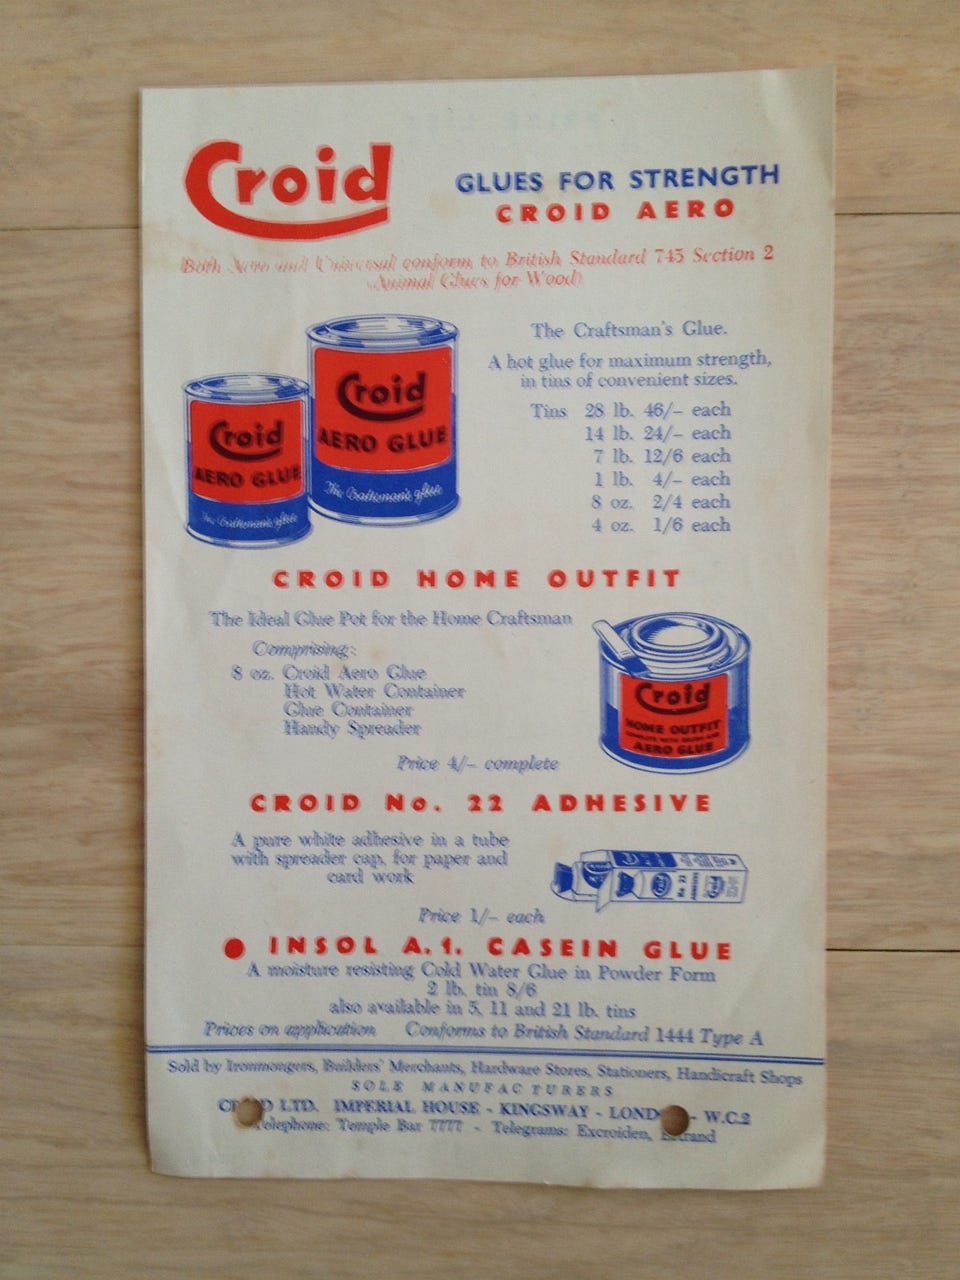 Croid
GLUES FOR STRENGTH
CROID AERO
Both Aero and Universal conform to British Standard 745 Section 2
(Animal Glues for Wood)
Croid
AERO GLUE
The Craftsman's glue
Croid
AERO GLUE
The Craftsman's glue
The Craftsman's Glue.
A hot glue for maximum strength,
in tins of convenient sizes.
Tins 28 lb. 46/– each
14 lb. 24/– each
7 lb. 12/6 each
1 lb. 4/– each
8 oz. 2/4 each
4 oz. 1/6 each
CROID HOME OUTFIT
The Ideal Glue Pot for the Home Craftsman
Comprising:
8 oz. Croid Aero Glue
Hot Water Container
Glue Container
Handy Spreader
Price 4/– complete
Croid
HOME OUTFIT
AERO GLUE
CROID No. 22 ADHESIVE
A pure white adhesive in a tube
with spreader cap, for paper and
card work
Price 1/– each
Croid
No. 22
● INSOL A.1. CASEIN GLUE
A moisture resisting Cold Water Glue in Powder Form
2 lb. tin 8/6
also available in 5, 11 and 21 lb. tins
Prices on application Conforms to British Standard 1444 Type A
Sold by Ironmongers, Builders' Merchants, Hardware Stores, Stationers, Handicraft Shops
SOLE MANUFACTURERS
LTD. IMPERIAL HOUSE - KINGSWAY - LOND - W.C.2
Telephone: Temple Bar 7777 - Telegrams: Excroiden, Estrand